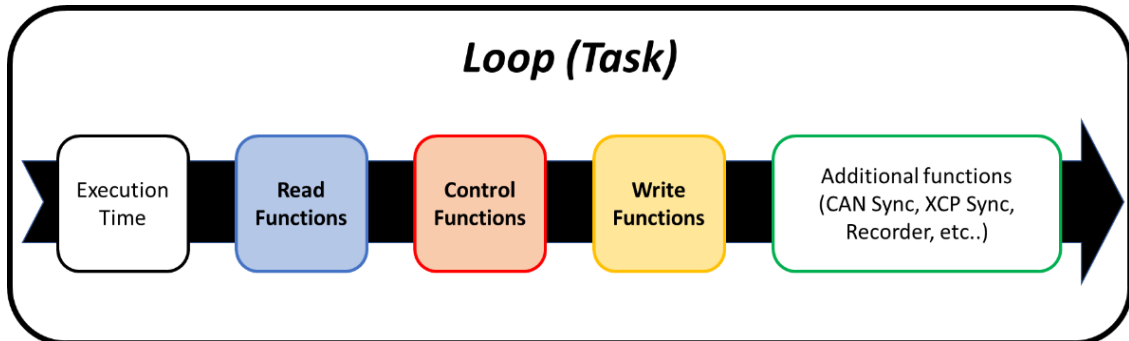 Loop (Task)
Execution
Time
Read
Functions
Control
Functions
Write
Functions
Additional functions
(CAN Sync, XCP Sync,
Recorder, etc..)